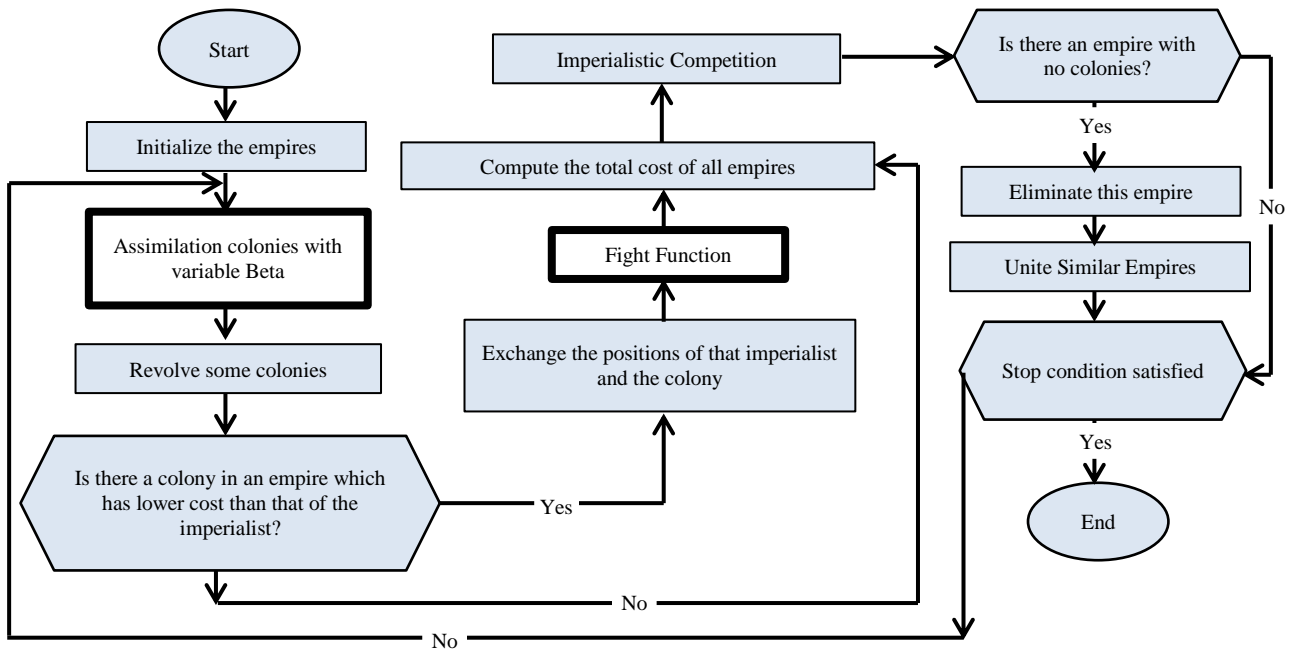 Start
Initialize the empires
Assimilation colonies with
variable Beta
Revolve some colonies
Is there a colony in an empire which
has lower cost than that of the
imperialist?
Yes
No
Exchange the positions of that imperialist
and the colony
Fight Function
Compute the total cost of all empires
Imperialistic Competition
Is there an empire with
no colonies?
Yes
No
Eliminate this empire
Unite Similar Empires
Stop condition satisfied
Yes
No
End